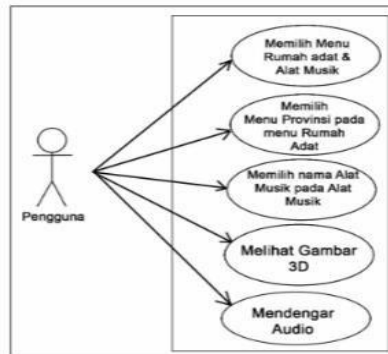 Memilih Menu
Rumah adat &
Alat Musik
Memilih
Menu Provinsi pada
menu Rumah
Adat
Memilih nama Alat
Musik pada Alat
Musik
Pengguna
Melihat Gambar
3D
Mendengar
Audio